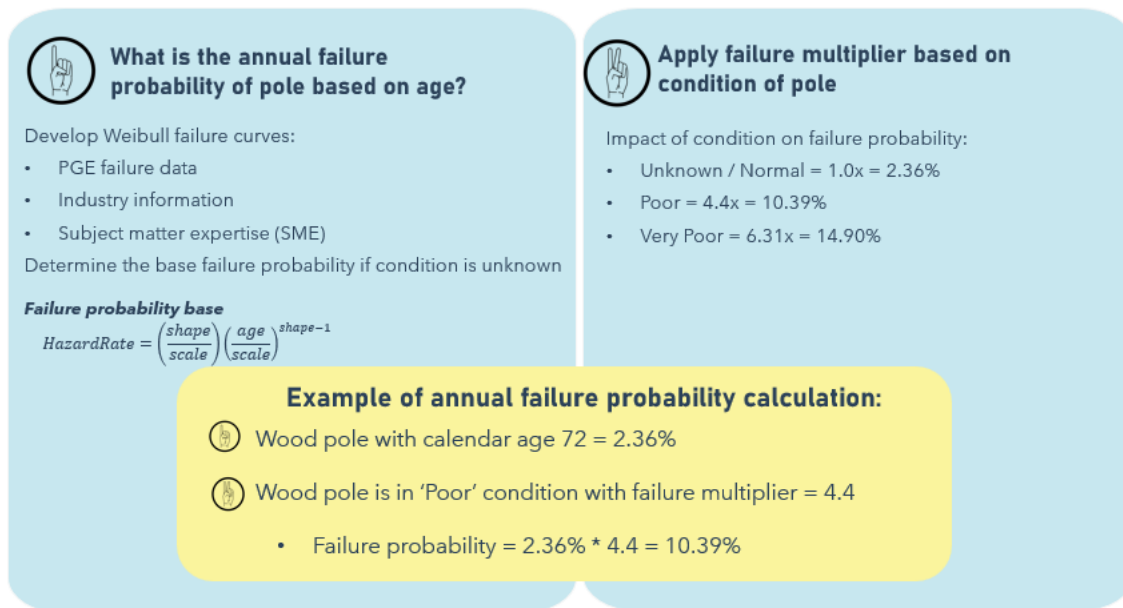 What is the annual failure
probability of pole based on age?
Develop Weibull failure curves:
• PGE failure data
• Industry information
• Subject matter expertise (SME)
Determine the base failure probability if condition is unknown
Failure probability base
HazardRate = (shape/scale)(age/scale)^shape−1
Apply failure multiplier based on
condition of pole
Impact of condition on failure probability:
• Unknown / Normal = 1.0x = 2.36%
• Poor = 4.4x = 10.39%
• Very Poor = 6.31x = 14.90%
Example of annual failure probability calculation:
Wood pole with calendar age 72 = 2.36%
Wood pole is in ‘Poor’ condition with failure multiplier = 4.4
• Failure probability = 2.36% * 4.4 = 10.39%